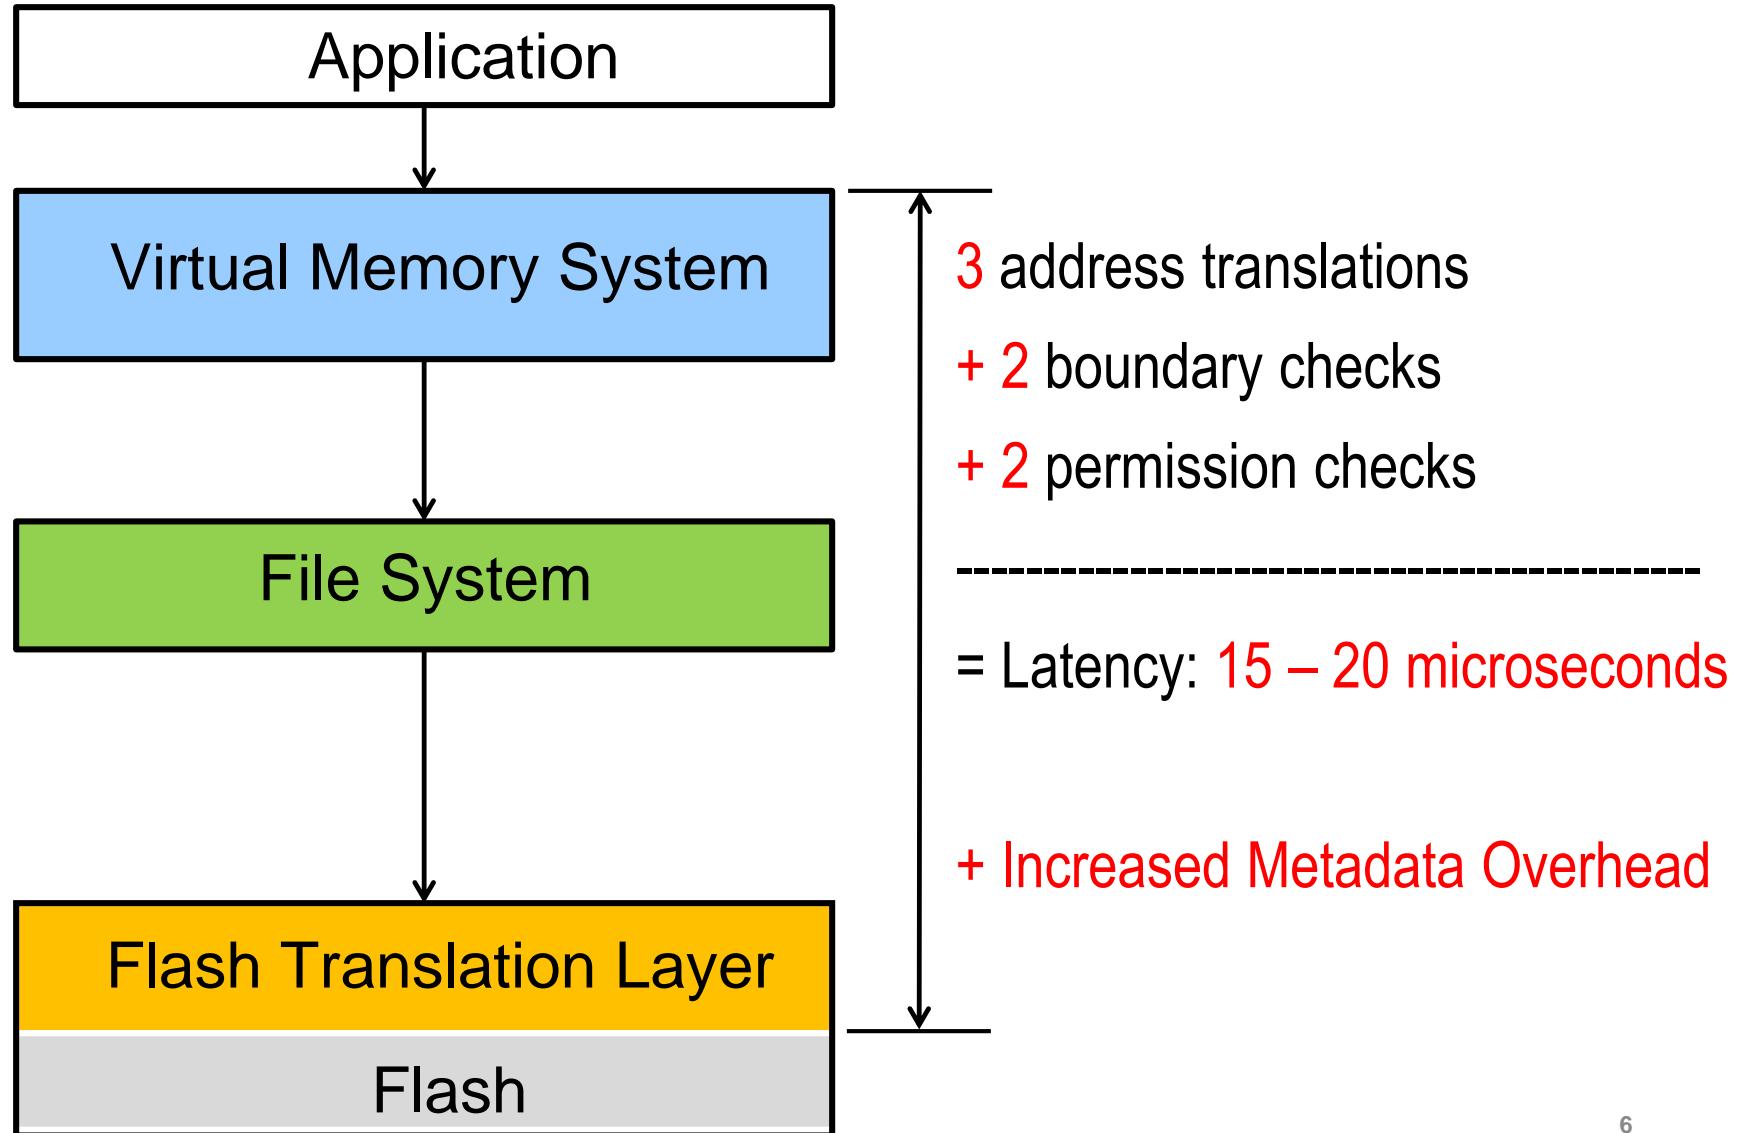 Application
Virtual Memory System
File System
Flash Translation Layer
Flash
3 address translations
+ 2 boundary checks
+ 2 permission checks
-------------------------------------------
= Latency: 15 – 20 microseconds
+ Increased Metadata Overhead
6